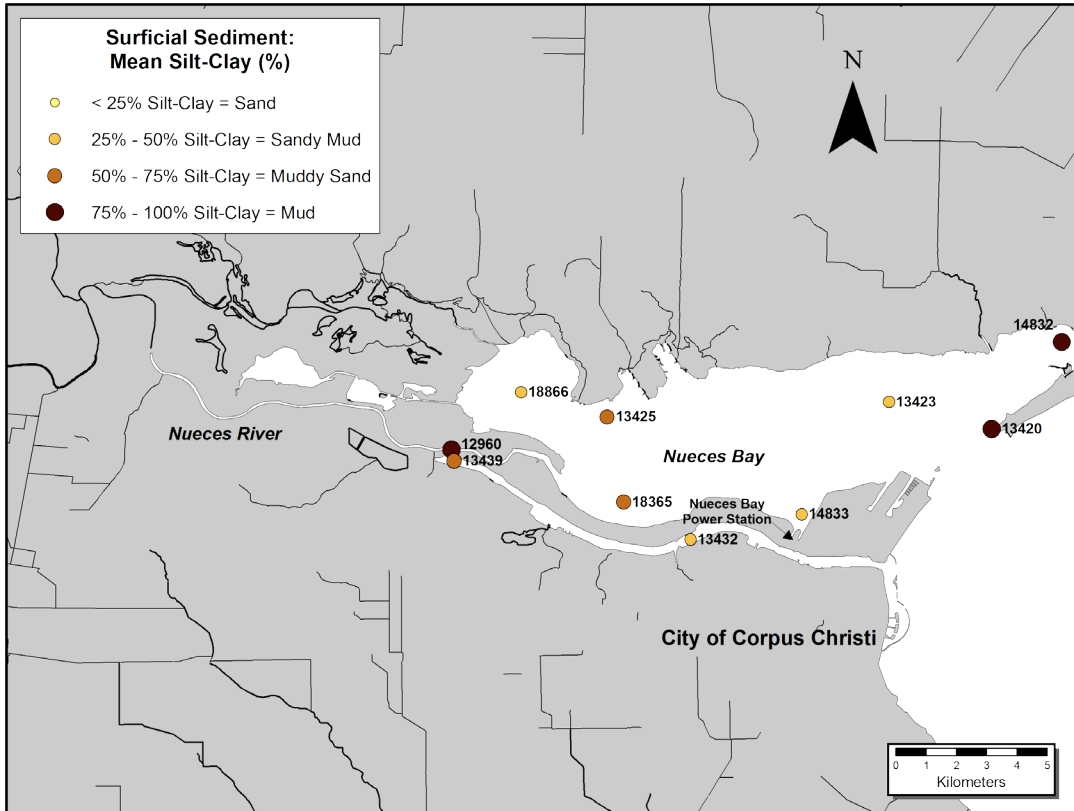 Surficial Sediment:
Mean Silt-Clay (%)
< 25% Silt-Clay = Sand
25% - 50% Silt-Clay = Sandy Mud
50% - 75% Silt-Clay = Muddy Sand
75% - 100% Silt-Clay = Mud
N
14832
18866
13423
13425
13420
Nueces River
12960
13439
Nueces Bay
18365
Nueces Bay
Power Station
14833
13432
City of Corpus Christi
0 1 2 3 4 5
Kilometers